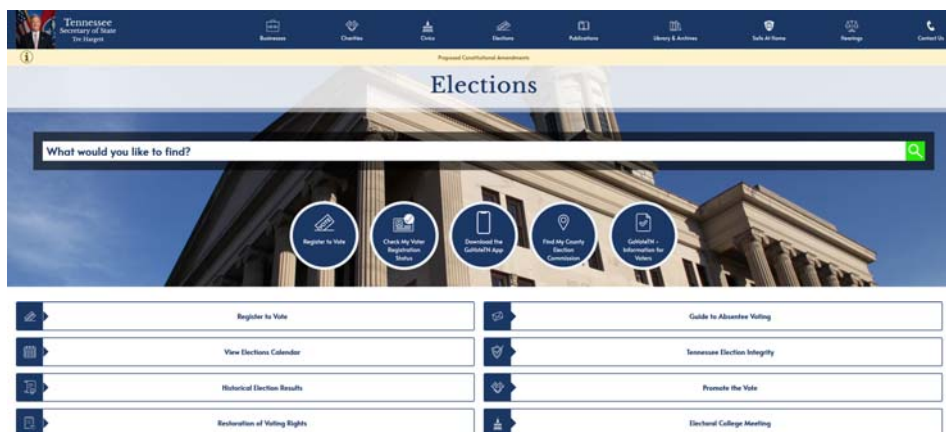 Tennessee
Secretary of State
Tre Hargett
Businesses
Charities
Civics
Elections
Publications
Library & Archives
Safe At Home
Hearings
Contact Us
Proposed Constitutional Amendments
Elections
What would you like to find?
Register to Vote
Check My Voter
Registration
Status
Download the
GoVoteTN App
Find My County
Election
Commission
GoVoteTN -
Information for
Voters
Register to Vote
Guide to Absentee Voting
View Elections Calendar
Tennessee Election Integrity
Historical Election Results
Promote the Vote
Restoration of Voting Rights
Electoral College Meeting